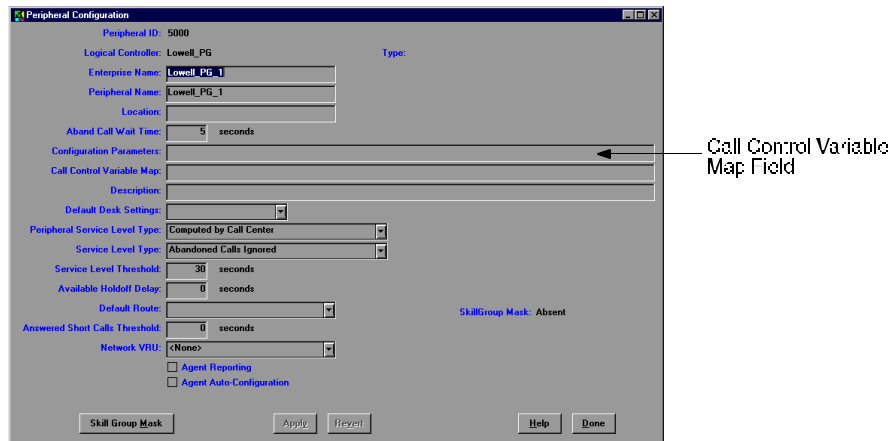 Peripheral Configuration
Peripheral ID: 5000
Logical Controller: Lowell_PG Type:
Enterprise Name: Lowell_PG_1
Peripheral Name: Lowell_PG_1
Location:
Aband Call Wait Time: 5 seconds
Configuration Parameters:
Call Control Variable Map:
Description:
Default Desk Settings:
Peripheral Service Level Type: Computed by Call Center
Service Level Type: Abandoned Calls Ignored
Service Level Threshold: 30 seconds
Available Holdoff Delay: 0 seconds
Default Route: SkillGroup Mask: Absent
Answered Short Calls Threshold: 0 seconds
Network VRU: <None>
Agent Reporting
Agent Auto-Configuration
Skill Group Mask Apply Revert Help Done
Call Control Variable
Map Field